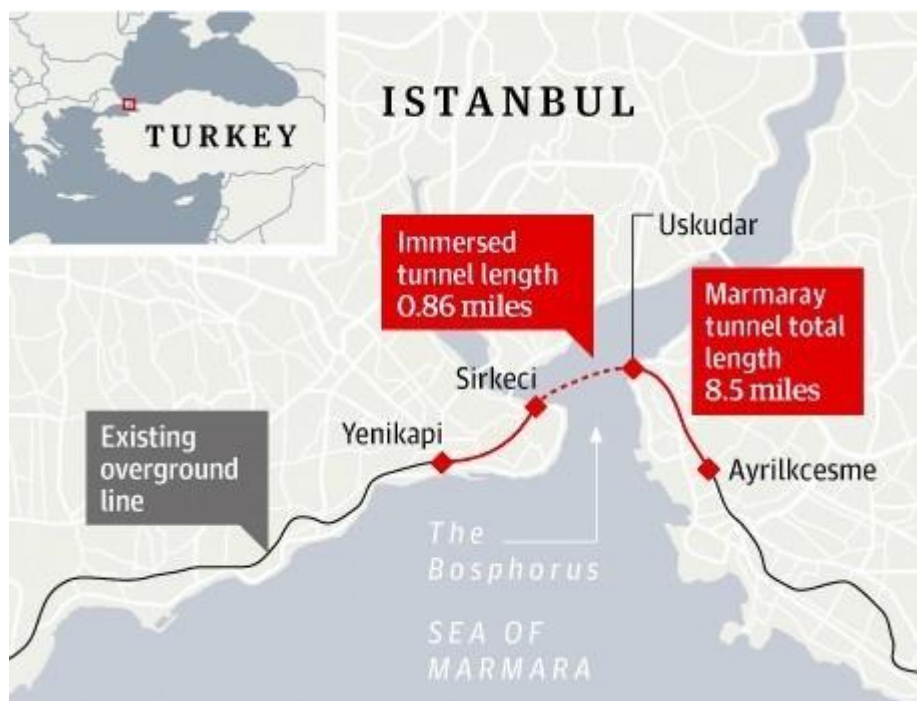 TURKEY
ISTANBUL
Uskudar
Immersed
tunnel length
0.86 miles
Marmaray
tunnel total
length
8.5 miles
Sirkeci
Yenikapi
Existing
overground
line
Ayrilkcesme
The
Bosphorus
SEA OF
MARMARA